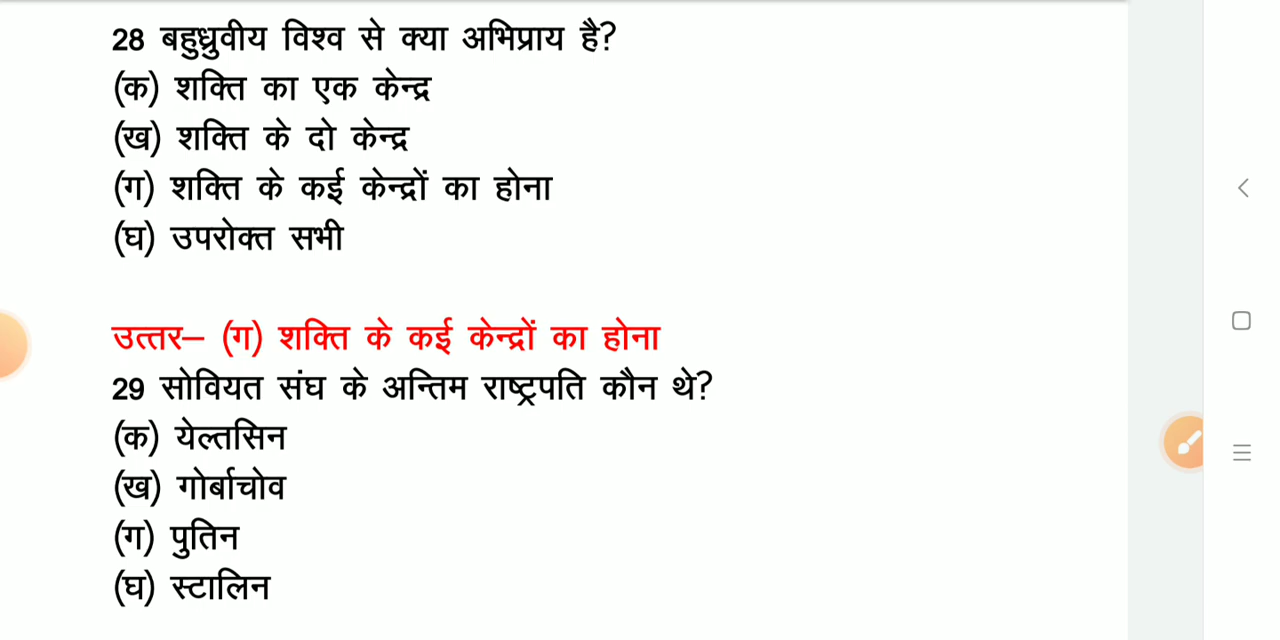 28 बहुध्रुवीय विश्व से क्या अभिप्राय है?
(क) शक्ति का एक केन्द्र
(ख) शक्ति के दो केन्द्र
(ग) शक्ति के कई केन्द्रों का होना
(घ) उपरोक्त सभी
उत्तर– (ग) शक्ति के कई केन्द्रों का होना
29 सोवियत संघ के अन्तिम राष्ट्रपति कौन थे?
(क) येल्तसिन
(ख) गोर्बाचोव
(ग) पुतिन
(घ) स्टालिन